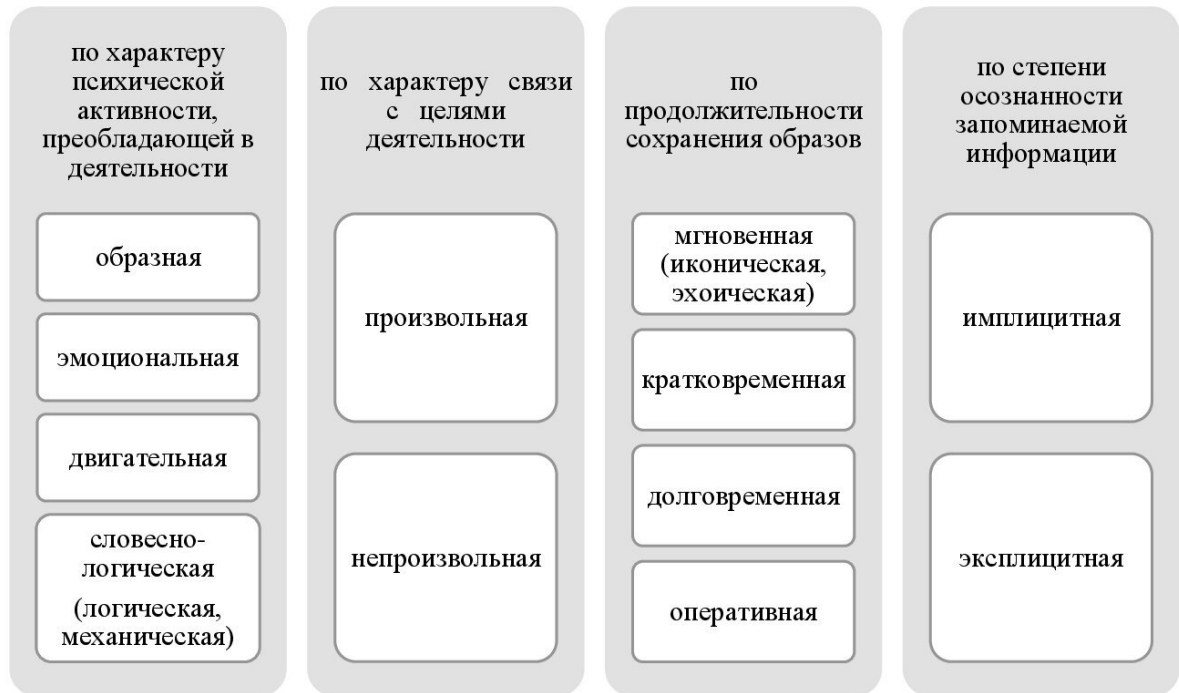 по характеру
психической
активности,
преобладающей в
деятельности
образная
эмоциональная
двигательная
словесно-
логическая
(логическая,
механическая)
по характеру связи
с целями
деятельности
произвольная
непроизвольная
по
продолжительности
сохранения образов
мгновенная
(иконическая,
эхоическая)
кратковременная
долговременная
оперативная
по степени
осознанности
запоминаемой
информации
имплицитная
эксплицитная